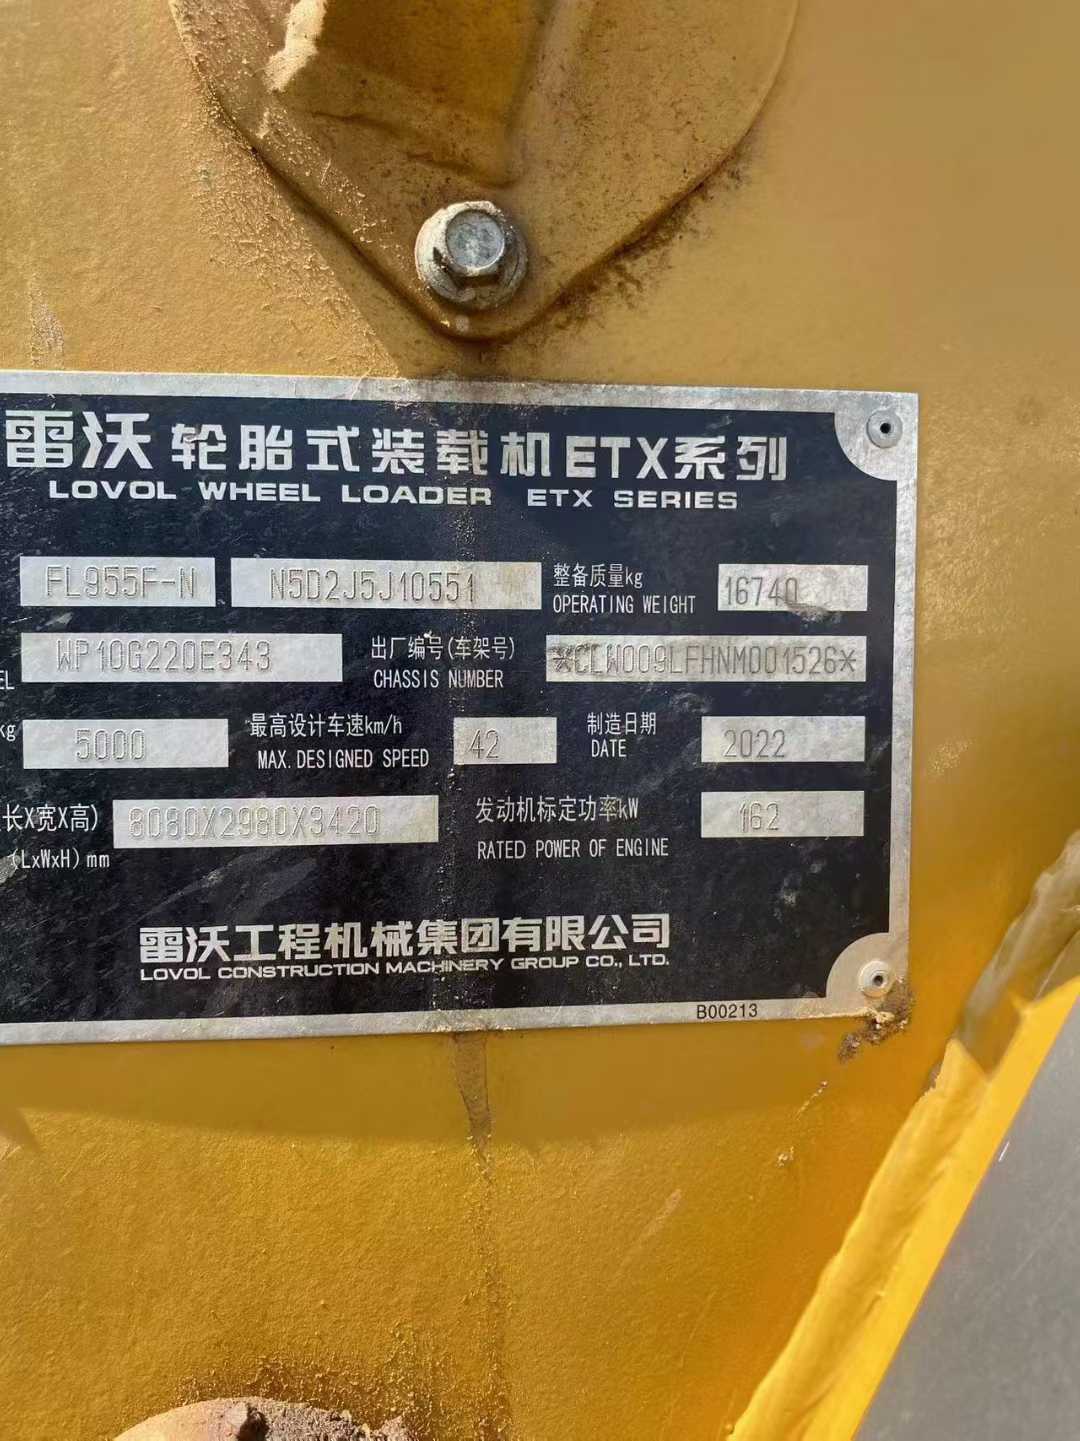 雷沃轮胎式装载机ETX系列
LOVOL WHEEL LOADER ETX SERIES
FL955F-N N5D2J5J10551 整备质量kg 16740
OPERATING WEIGHT
WP10G220E343 出厂编号(车架号) *CLW009LFHNM001526*
EL CHASSIS NUMBER
kg 5000 最高设计车速km/h 42 制造日期 2022
MAX. DESIGNED SPEED DATE
长X宽X高) 8080X2980X3420 发动机标定功率kW 162
(LxWxH) mm RATED POWER OF ENGINE
雷沃工程机械集团有限公司
LOVOL CONSTRUCTION MACHINERY GROUP CO., LTD.
B00213